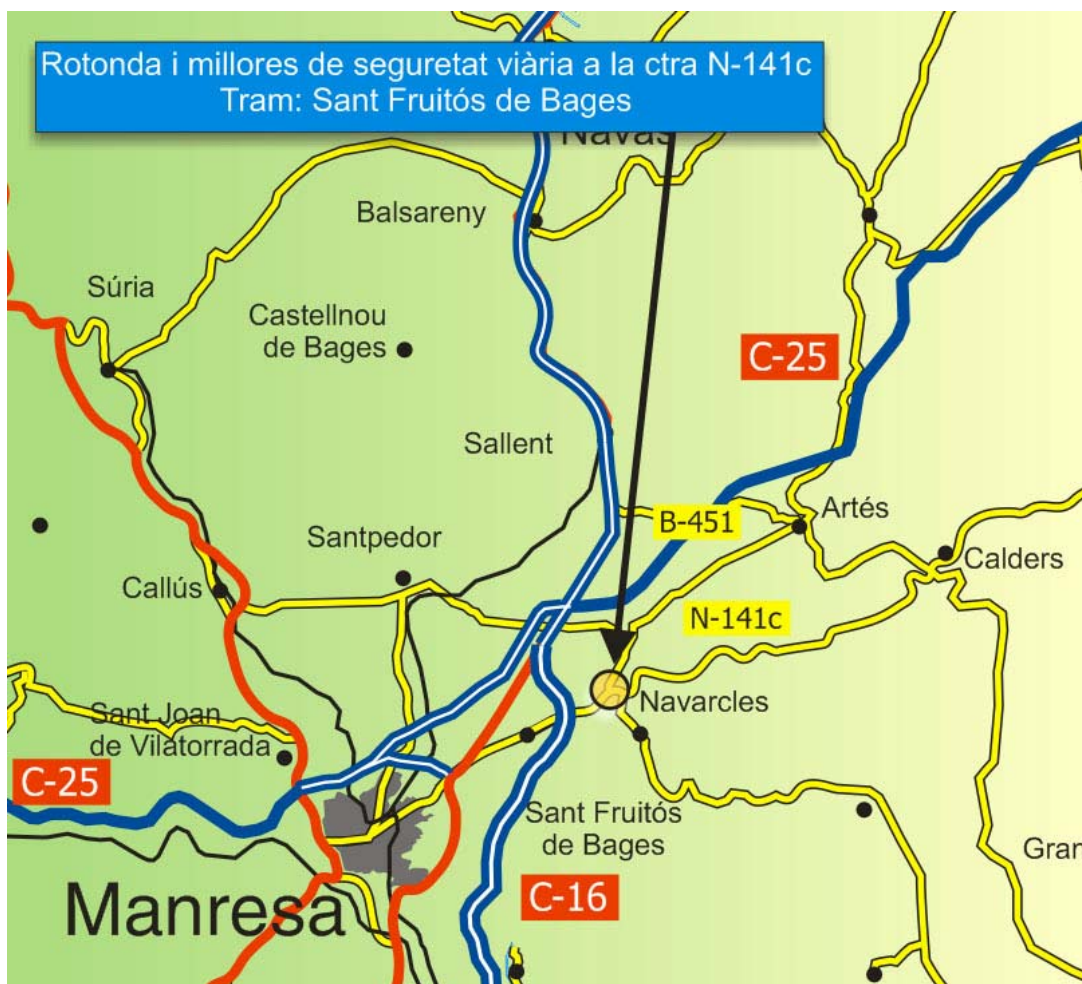 Rotonda i millores de seguretat viària a la ctra N-141c
Tram: Sant Fruitós de Bages
Navas
Balsareny
Súria
Castellnou
de Bages
C-25
Sallent
Artés
B-451
Santpedor
Calders
Callús
N-141c
Navarcles
Sant Joan
de Vilatorrada
C-25
Sant Fruitós
de Bages
Gran
C-16
Manresa